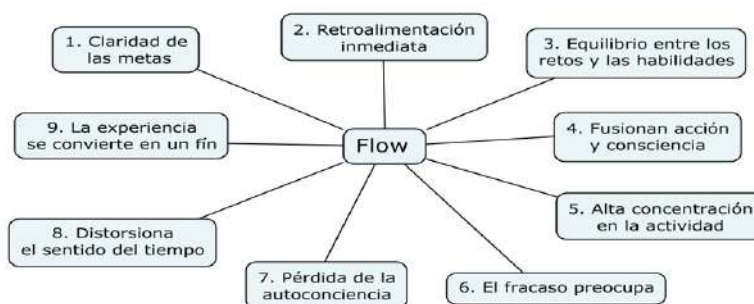 1. Claridad de
las metas
2. Retroalimentación
inmediata
3. Equilibrio entre los
retos y las habilidades
9. La experiencia
se convierte en un fín
Flow
4. Fusionan acción
y consciencia
8. Distorsiona
el sentido del tiempo
5. Alta concentración
en la actividad
7. Pérdida de la
autoconciencia
6. El fracaso preocupa